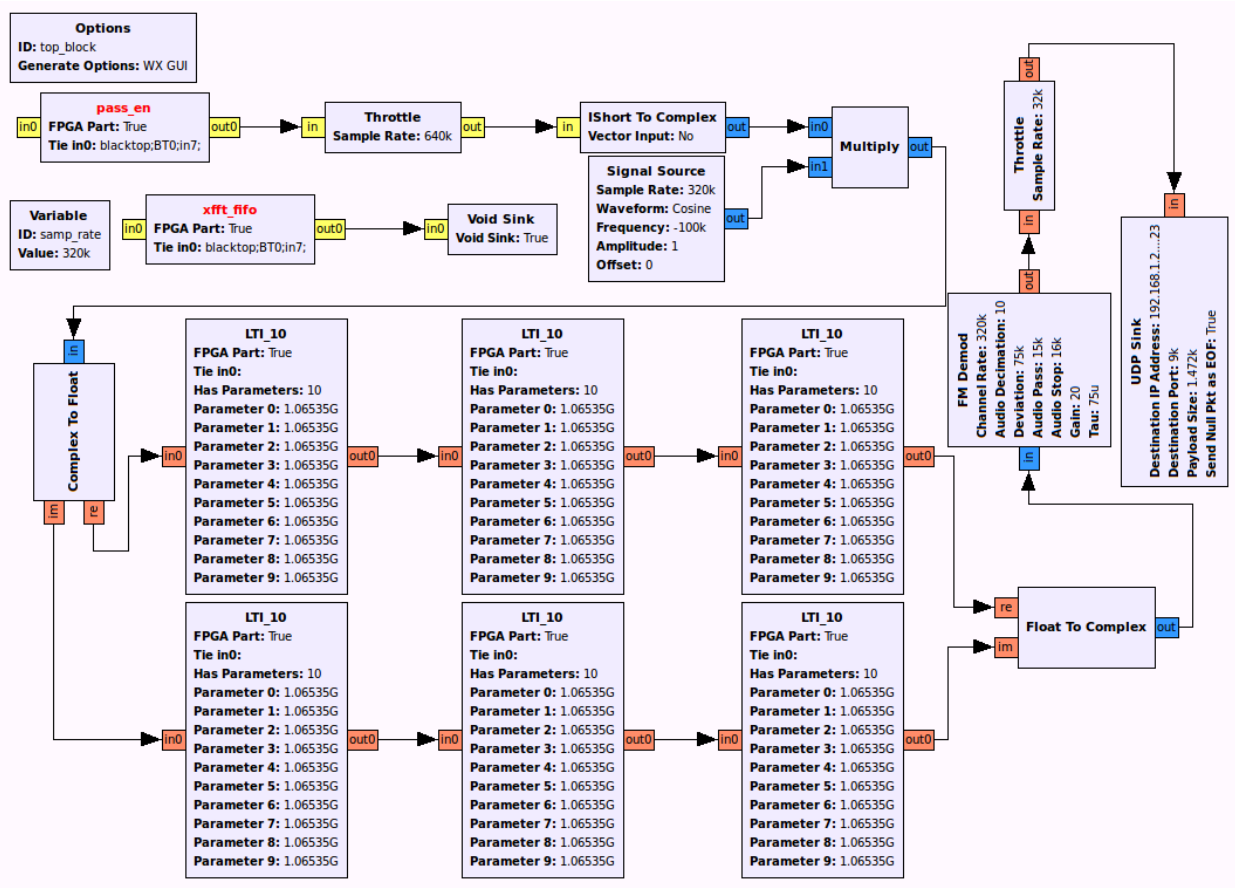 Options
ID: top_block
Generate Options: WX GUI
in0
pass_en
FPGA Part: True
Tie in0: blacktop;BT0;in7;
out0
in
Throttle
Sample Rate: 640k
out
in
IShort To Complex
Vector Input: No
out
in0
in1
Multiply
out
Signal Source
Sample Rate: 320k
Waveform: Cosine
Frequency: -100k
Amplitude: 1
Offset: 0
out
Variable
ID: samp_rate
Value: 320k
in0
xfft_fifo
FPGA Part: True
Tie in0: blacktop;BT0;in7;
out0
in0
Void Sink
Void Sink: True
out
Throttle
Sample Rate: 32k
in
in
UDP Sink
Destination IP Address: 192.168.1.2....23
Destination Port: 9k
Payload Size: 1.472k
Send Null Pkt as EOF: True
out
FM Demod
Channel Rate: 320k
Audio Decimation: 10
Deviation: 75k
Audio Pass: 15k
Audio Stop: 16k
Gain: 20
Tau: 75u
in
in
Complex To Float
im
re
in0
LTI_10
FPGA Part: True
Tie in0:
Has Parameters: 10
Parameter 0: 1.06535G
Parameter 1: 1.06535G
Parameter 2: 1.06535G
Parameter 3: 1.06535G
Parameter 4: 1.06535G
Parameter 5: 1.06535G
Parameter 6: 1.06535G
Parameter 7: 1.06535G
Parameter 8: 1.06535G
Parameter 9: 1.06535G
out0
in0
LTI_10
FPGA Part: True
Tie in0:
Has Parameters: 10
Parameter 0: 1.06535G
Parameter 1: 1.06535G
Parameter 2: 1.06535G
Parameter 3: 1.06535G
Parameter 4: 1.06535G
Parameter 5: 1.06535G
Parameter 6: 1.06535G
Parameter 7: 1.06535G
Parameter 8: 1.06535G
Parameter 9: 1.06535G
out0
in0
LTI_10
FPGA Part: True
Tie in0:
Has Parameters: 10
Parameter 0: 1.06535G
Parameter 1: 1.06535G
Parameter 2: 1.06535G
Parameter 3: 1.06535G
Parameter 4: 1.06535G
Parameter 5: 1.06535G
Parameter 6: 1.06535G
Parameter 7: 1.06535G
Parameter 8: 1.06535G
Parameter 9: 1.06535G
out0
in0
LTI_10
FPGA Part: True
Tie in0:
Has Parameters: 10
Parameter 0: 1.06535G
Parameter 1: 1.06535G
Parameter 2: 1.06535G
Parameter 3: 1.06535G
Parameter 4: 1.06535G
Parameter 5: 1.06535G
Parameter 6: 1.06535G
Parameter 7: 1.06535G
Parameter 8: 1.06535G
Parameter 9: 1.06535G
out0
in0
LTI_10
FPGA Part: True
Tie in0:
Has Parameters: 10
Parameter 0: 1.06535G
Parameter 1: 1.06535G
Parameter 2: 1.06535G
Parameter 3: 1.06535G
Parameter 4: 1.06535G
Parameter 5: 1.06535G
Parameter 6: 1.06535G
Parameter 7: 1.06535G
Parameter 8: 1.06535G
Parameter 9: 1.06535G
out0
in0
LTI_10
FPGA Part: True
Tie in0:
Has Parameters: 10
Parameter 0: 1.06535G
Parameter 1: 1.06535G
Parameter 2: 1.06535G
Parameter 3: 1.06535G
Parameter 4: 1.06535G
Parameter 5: 1.06535G
Parameter 6: 1.06535G
Parameter 7: 1.06535G
Parameter 8: 1.06535G
Parameter 9: 1.06535G
out0
re
im
Float To Complex
out